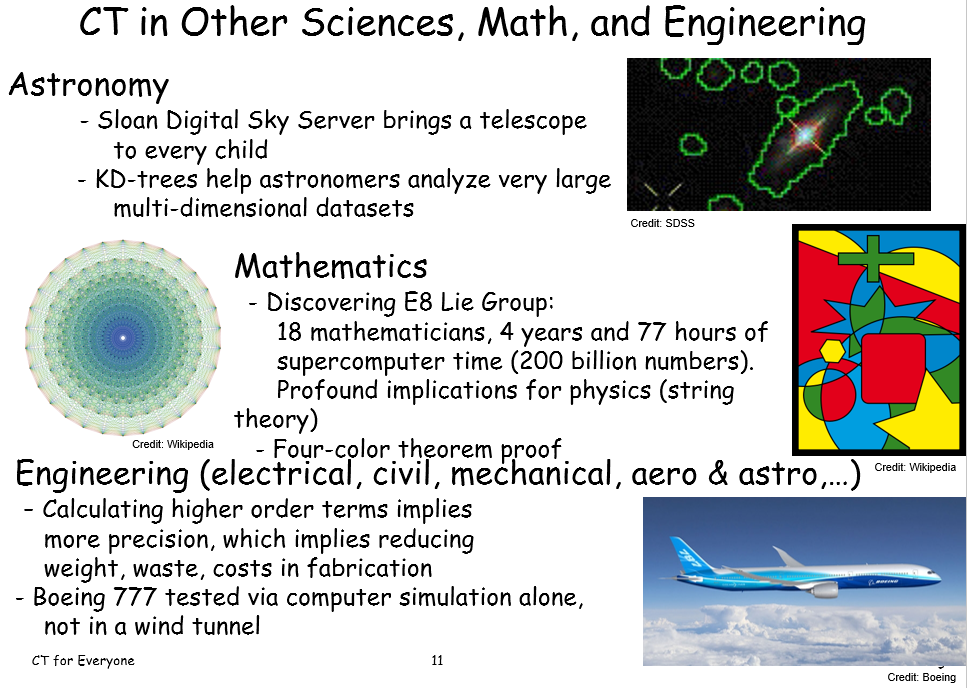 CT in Other Sciences, Math, and Engineering
Astronomy
- Sloan Digital Sky Server brings a telescope
to every child
- KD-trees help astronomers analyze very large
multi-dimensional datasets
Credit: SDSS
Mathematics
- Discovering E8 Lie Group:
18 mathematicians, 4 years and 77 hours of
supercomputer time (200 billion numbers).
Profound implications for physics (string
theory)
- Four-color theorem proof
Credit: Wikipedia
Credit: Wikipedia
Engineering (electrical, civil, mechanical, aero & astro,...)
- Calculating higher order terms implies
more precision, which implies reducing
weight, waste, costs in fabrication
- Boeing 777 tested via computer simulation alone,
not in a wind tunnel
787
BOEING
CT for Everyone
11
Credit: Boeing